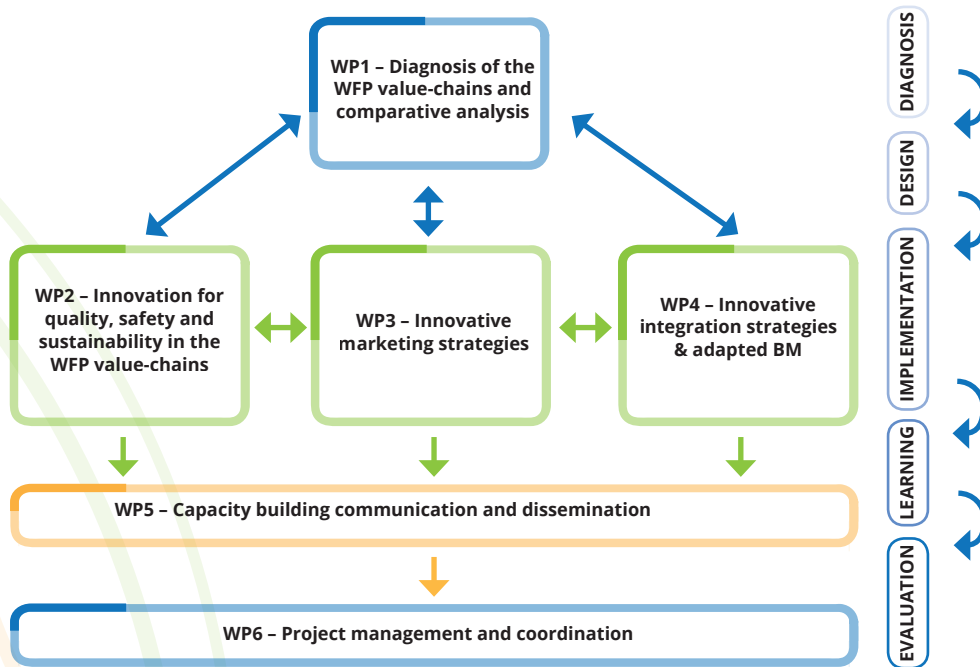 WP1 – Diagnosis of the
WFP value-chains and
comparative analysis
WP2 – Innovation for
quality, safety and
sustainability in the
WFP value-chains
WP3 – Innovative
marketing strategies
WP4 – Innovative
integration strategies
& adapted BM
WP5 – Capacity building communication and dissemination
WP6 – Project management and coordination
DIAGNOSIS
DESIGN
IMPLEMENTATION
LEARNING
EVALUATION